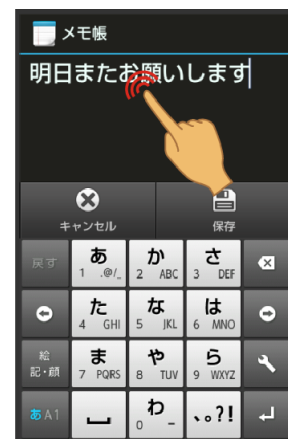 メモ帳
明日またお願いします
キャンセル 保存
戻す あ 1 .@/_ か 2 ABC さ 3 DEF
た 4 GHI な 5 JKL は 6 MNO
絵記・顔 ま 7 PQRS や 8 TUV ら 9 WXYZ
あA1 わ 0 - 、。?!